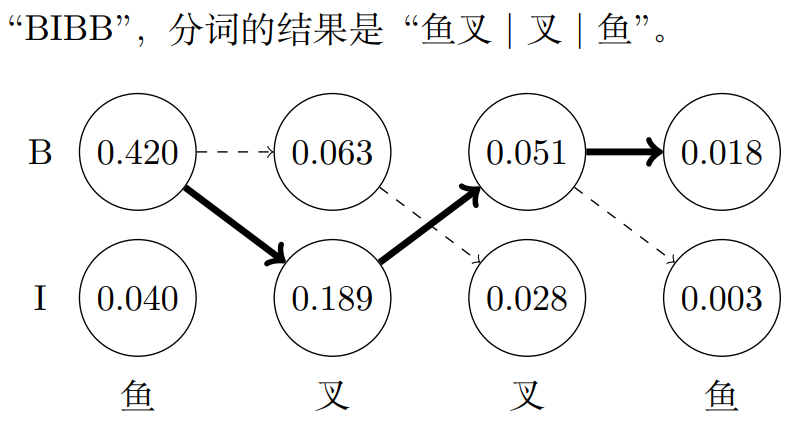 “BIBB”，分词的结果是“鱼叉 | 叉 | 鱼”。
B 0.420 0.063 0.051 0.018
I 0.040 0.189 0.028 0.003
鱼 叉 叉 鱼